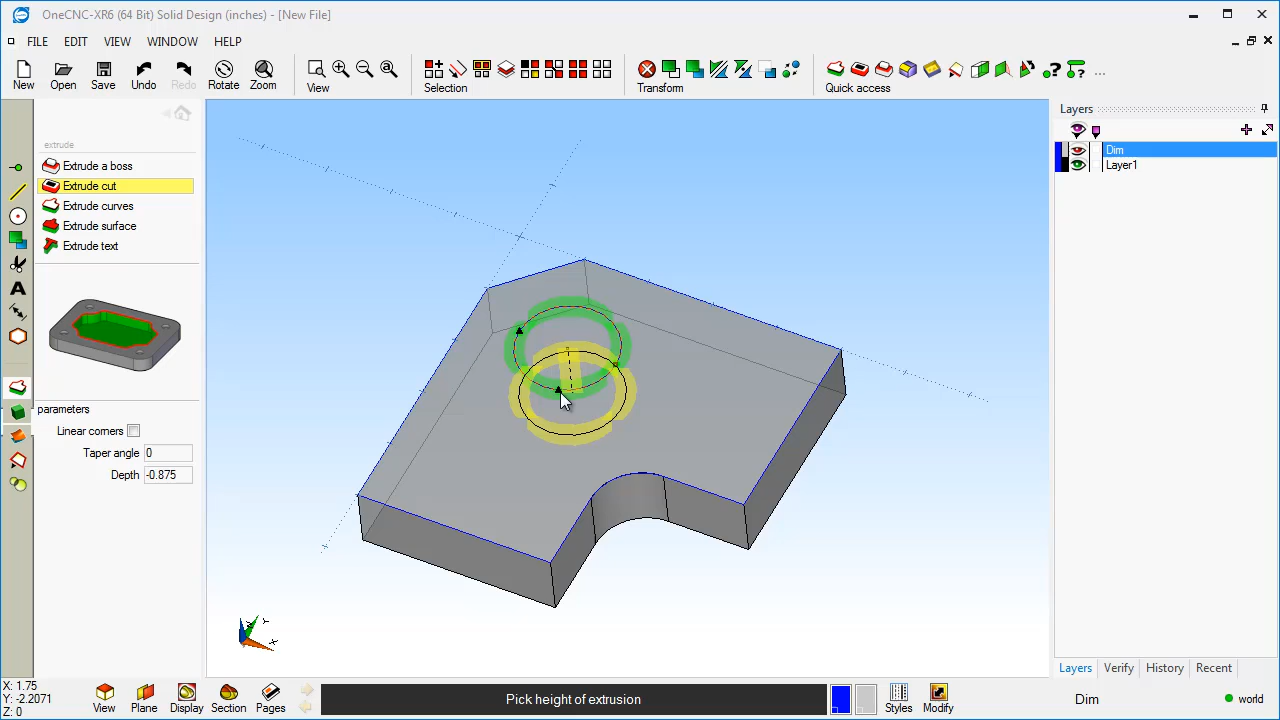 OneCNC-XR6 (64 Bit) Solid Design (inches) - [New File]
FILE EDIT VIEW WINDOW HELP
New Open Save Undo Redo Rotate Zoom View Selection Transform Quick access
extrude
Extrude a boss
Extrude cut
Extrude curves
Extrude surface
Extrude text
parameters
Linear corners
Taper angle 0
Depth -0.875
Y
X
Layers
Dim
Layer1
Layers Verify History Recent
X: 1.75
Y: -2.2071
Z: 0
View Plane Display Section Pages
Pick height of extrusion
Styles Modify
Dim
world